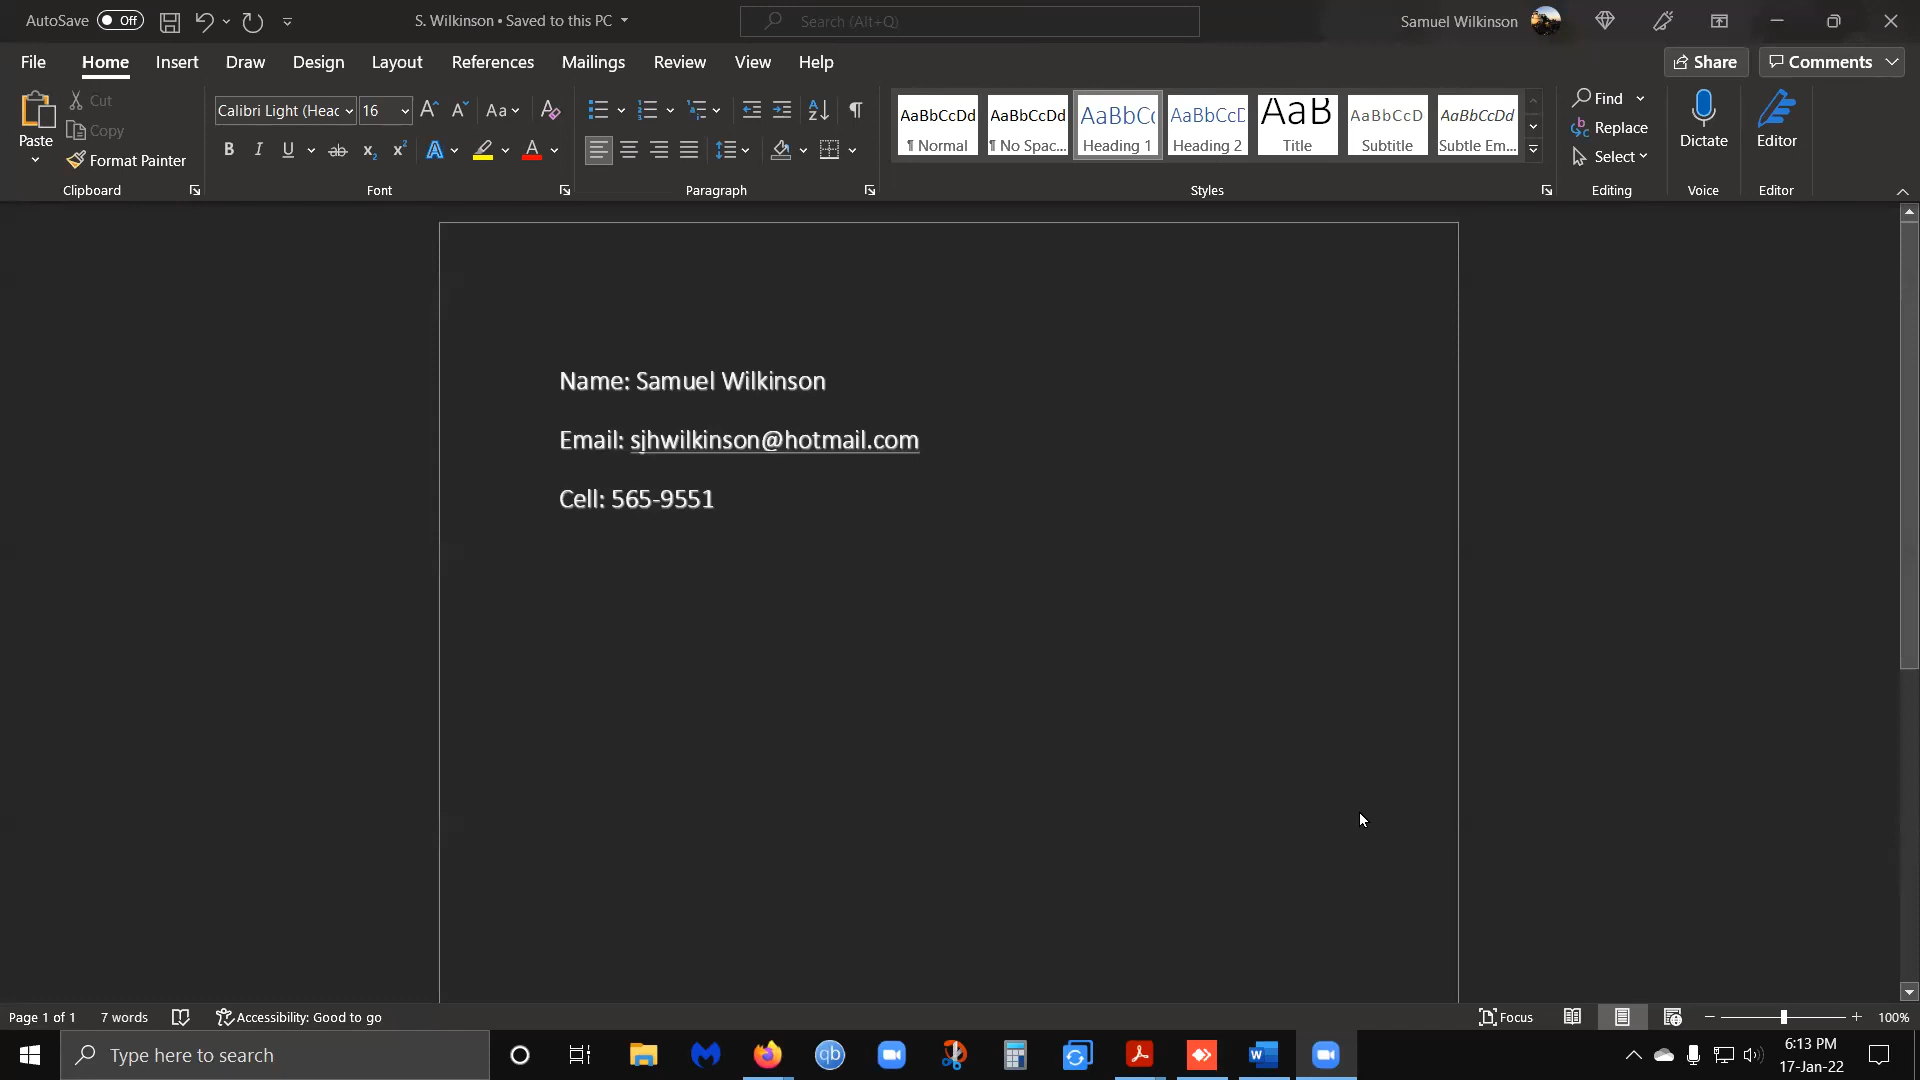 AutoSave Off S. Wilkinson • Saved to this PC Search (Alt+Q) Samuel Wilkinson
File Home Insert Draw Design Layout References Mailings Review View Help Share Comments
Paste Cut Copy Format Painter
Calibri Light (Head 16 Aa
AaBbCcDd AaBbCcDd AaBbCc AaBbCcD AaB AaBbCcD AaBbCcDd
¶ Normal ¶ No Spac... Heading 1 Heading 2 Title Subtitle Subtle Em...
Find Replace Select Dictate Editor
Clipboard Font Paragraph Styles Editing Voice Editor
Name: Samuel Wilkinson
Email: sjhwilkinson@hotmail.com
Cell: 565-9551
Page 1 of 1 7 words Accessibility: Good to go Focus 100%
Type here to search qb 6:13 PM
17-Jan-22